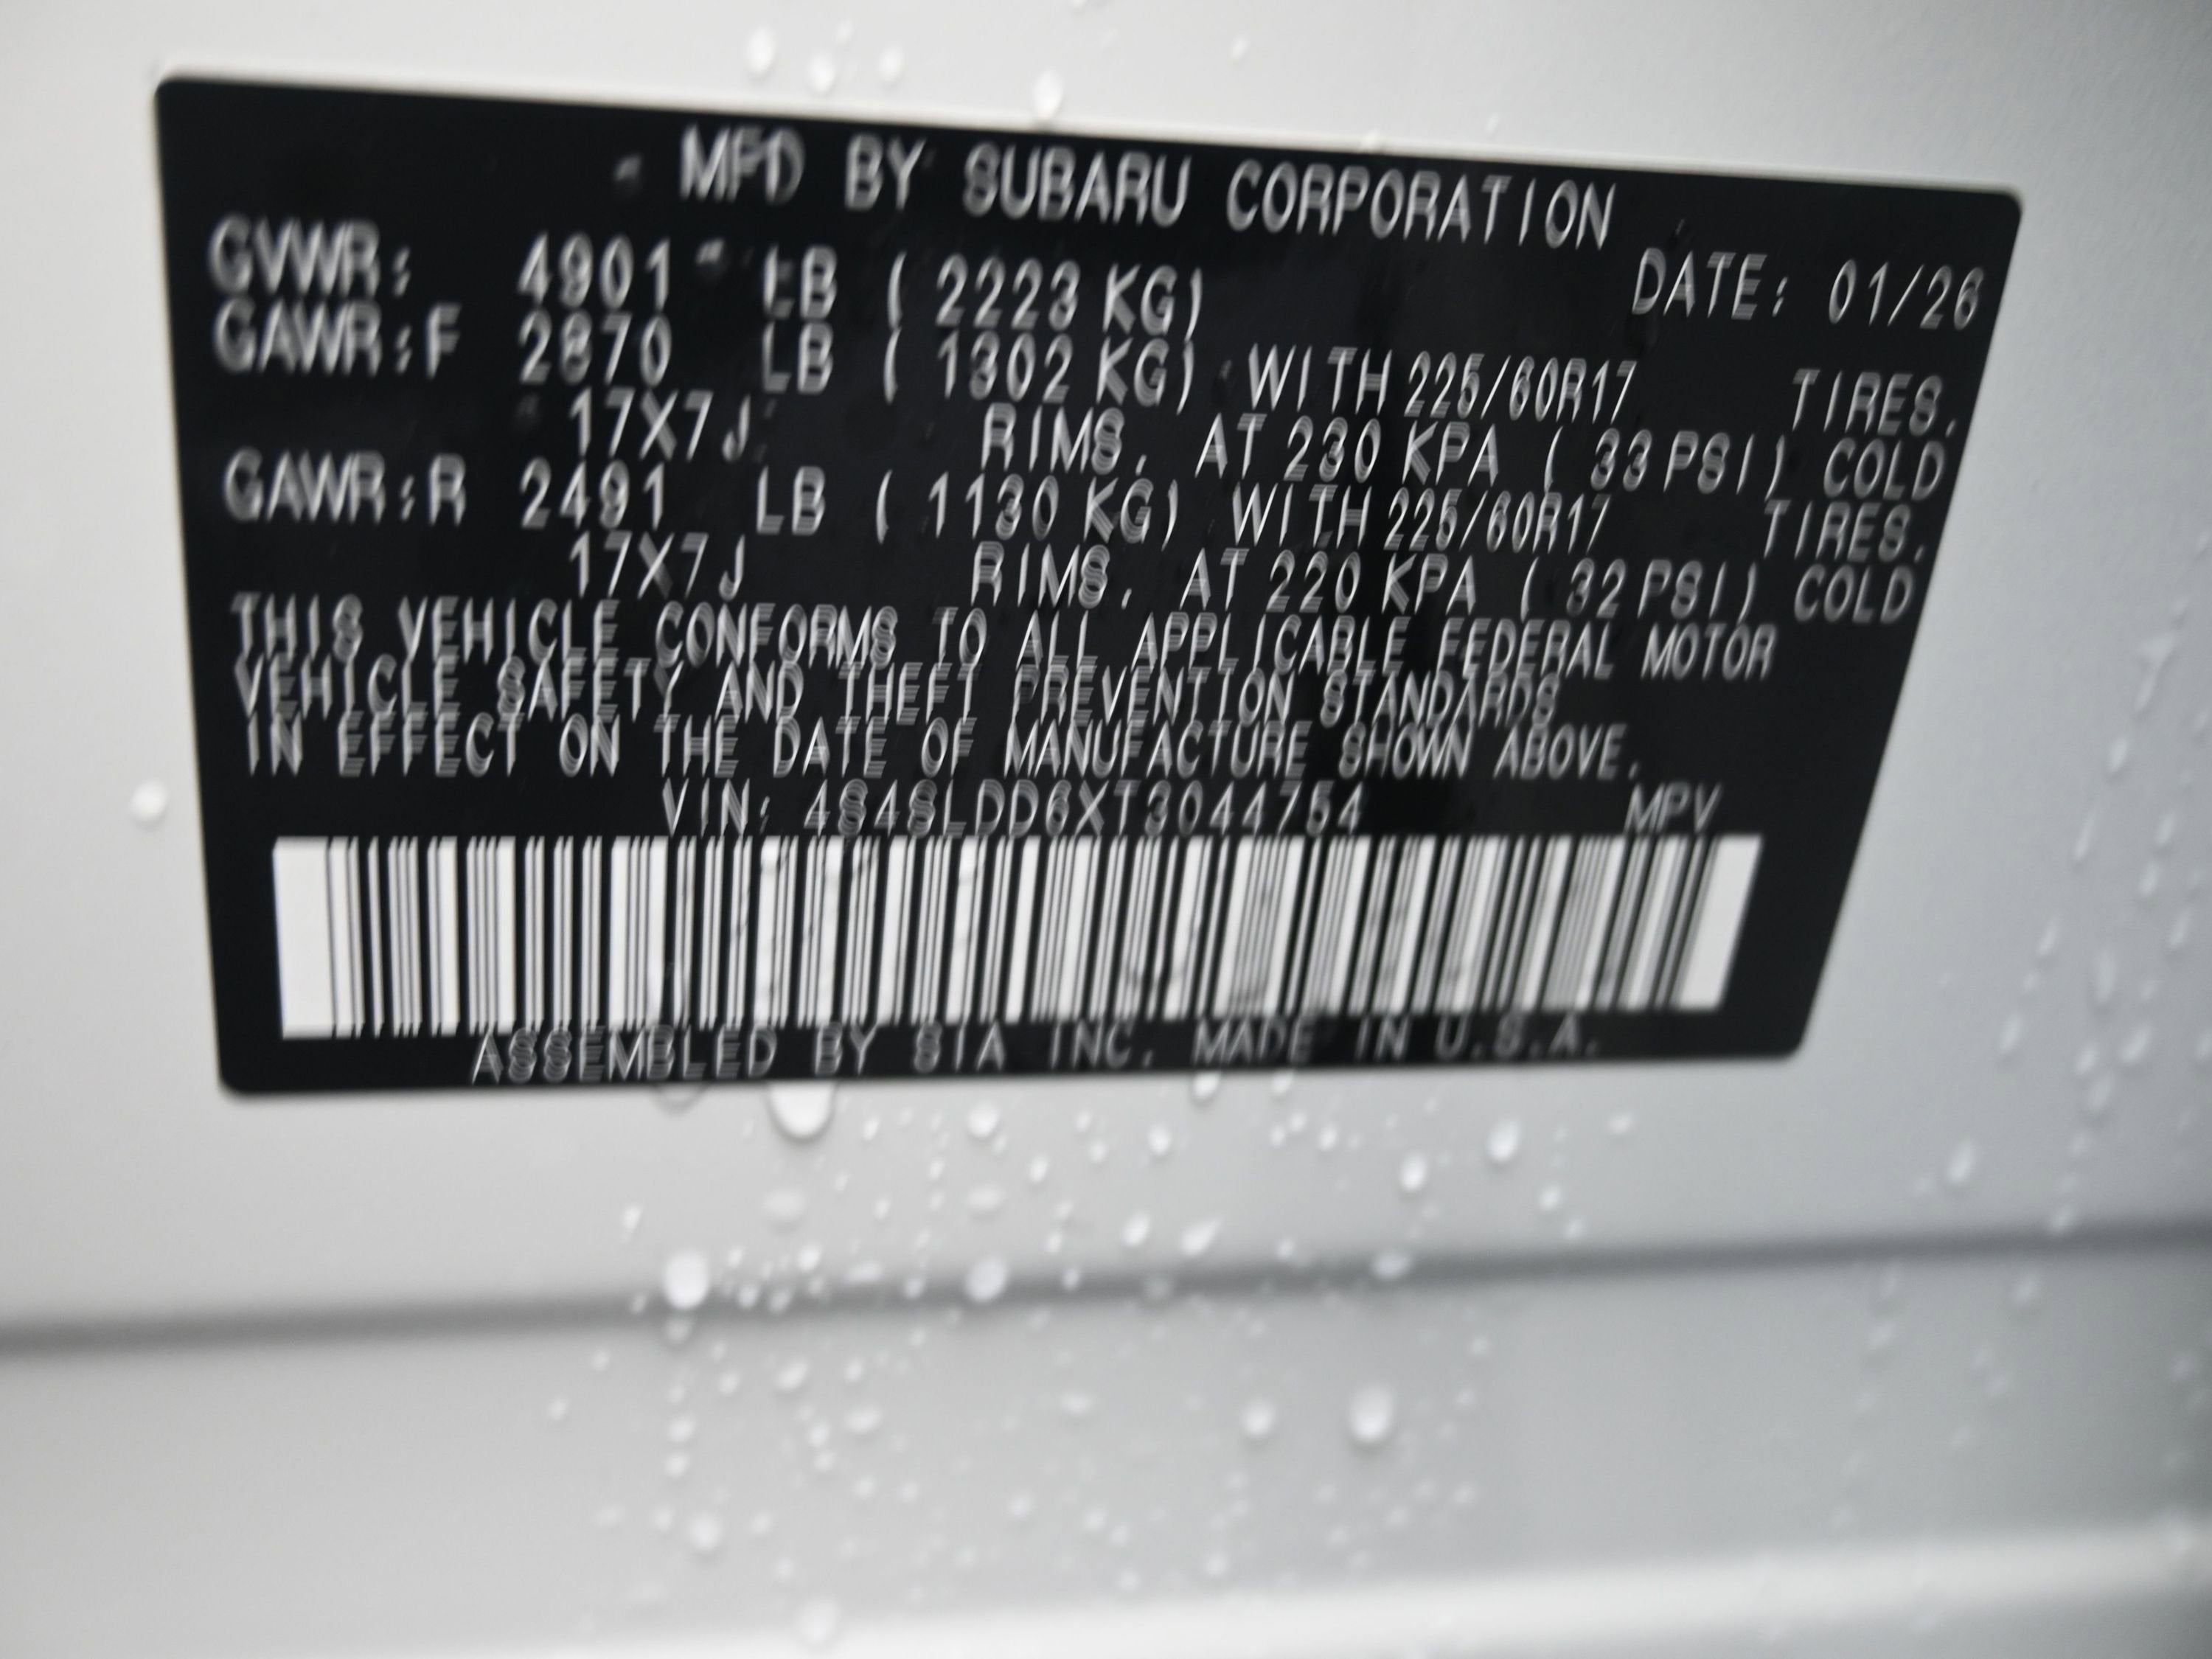 MFD BY SUBARU CORPORATION
GVWR: 4901 LB ( 2223 KG) DATE: 01/26
GAWR:F 2870 LB ( 1302 KG) WITH 225/60R17 TIRES,
17X7J RIMS, AT 230 KPA ( 33 PSI) COLD
GAWR:R 2491 LB ( 1130 KG) WITH 225/60R17 TIRES,
17X7J RIMS, AT 220 KPA ( 32 PSI) COLD
THIS VEHICLE CONFORMS TO ALL APPLICABLE FEDERAL MOTOR
VEHICLE SAFETY AND THEFT PREVENTION STANDARDS
IN EFFECT ON THE DATE OF MANUFACTURE SHOWN ABOVE.
VIN: 4S4SLDD6XT3044754 MPV
ASSEMBLED BY SIA INC. MADE IN U.S.A.